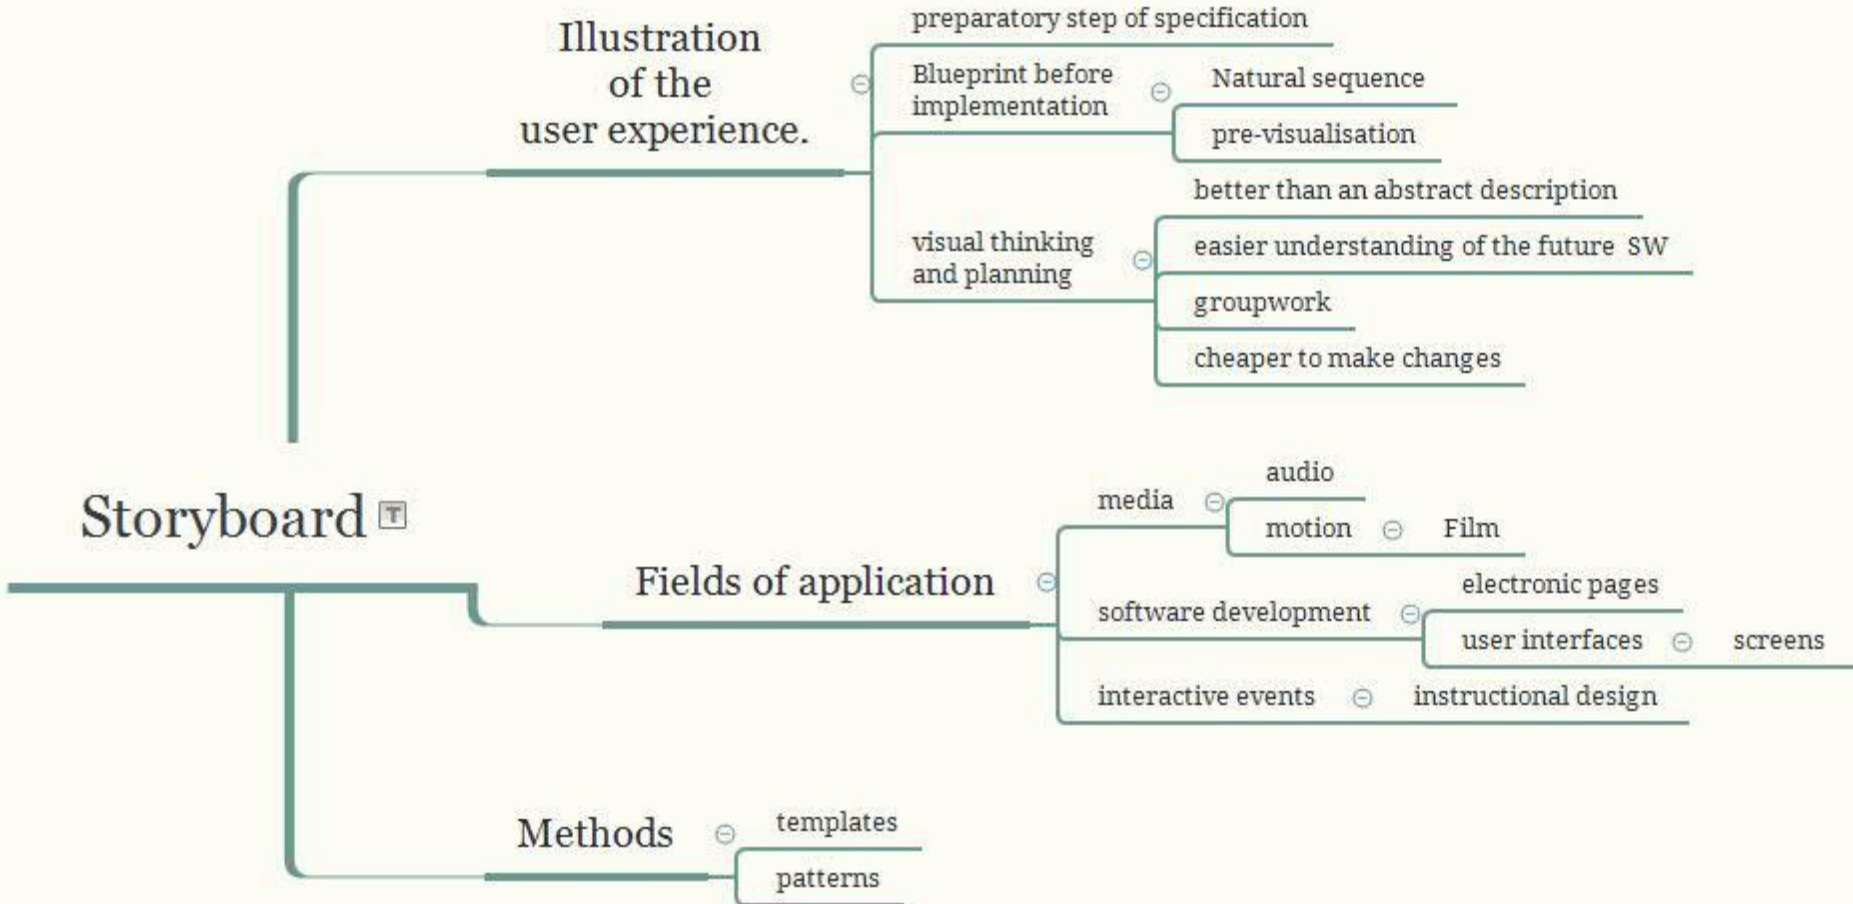 Illustration
of the
user experience.
preparatory step of specification
Blueprint before
implementation
Natural sequence
pre-visualisation
visual thinking
and planning
better than an abstract description
easier understanding of the future SW
groupwork
cheaper to make changes
Storyboard T
Fields of application
media
audio
motion
Film
software development
electronic pages
user interfaces
screens
interactive events
instructional design
Methods
templates
patterns